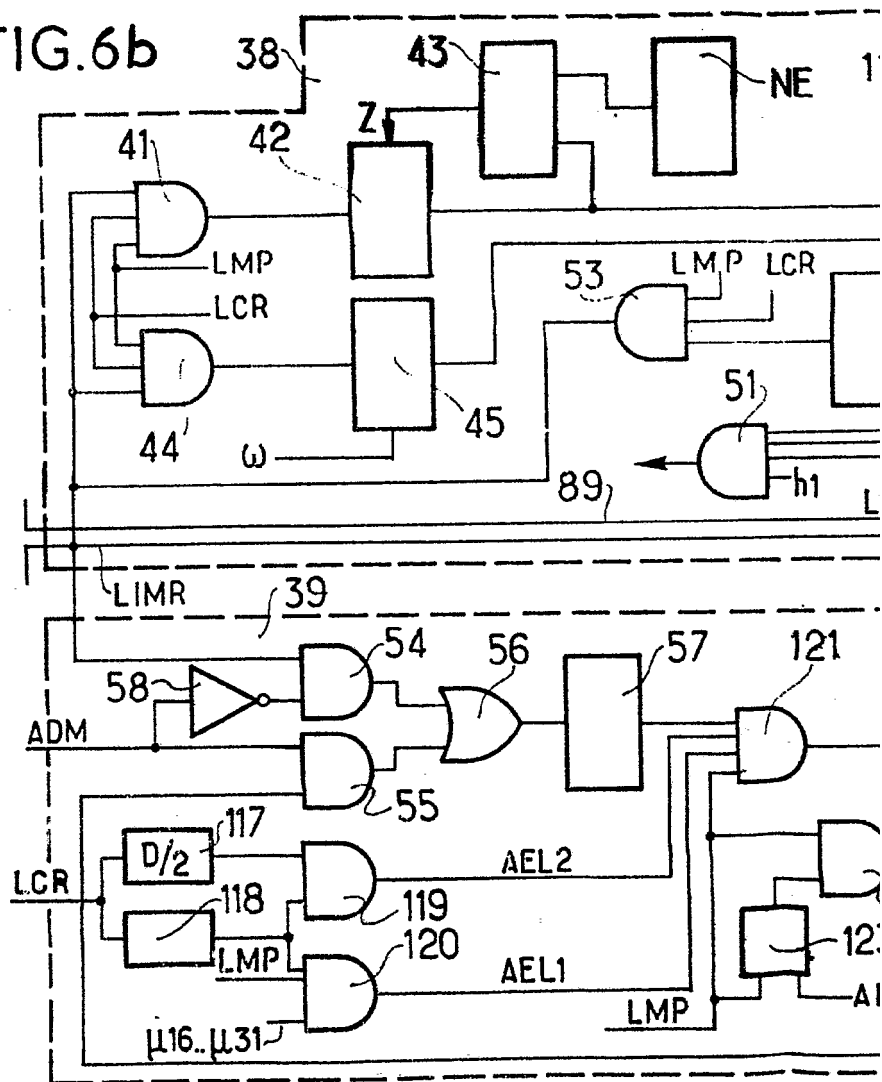 FIG.6b
38
43
NE
Z
41
42
LMP
LCR
53
LMP
LCR
51
44
45
ω
h1
89
LIMR
39
54
56
57
121
58
ADM
55
117
D/2
LCR
118
119
AEL2
LMP
120
AEL1
LMP
μ16..μ31